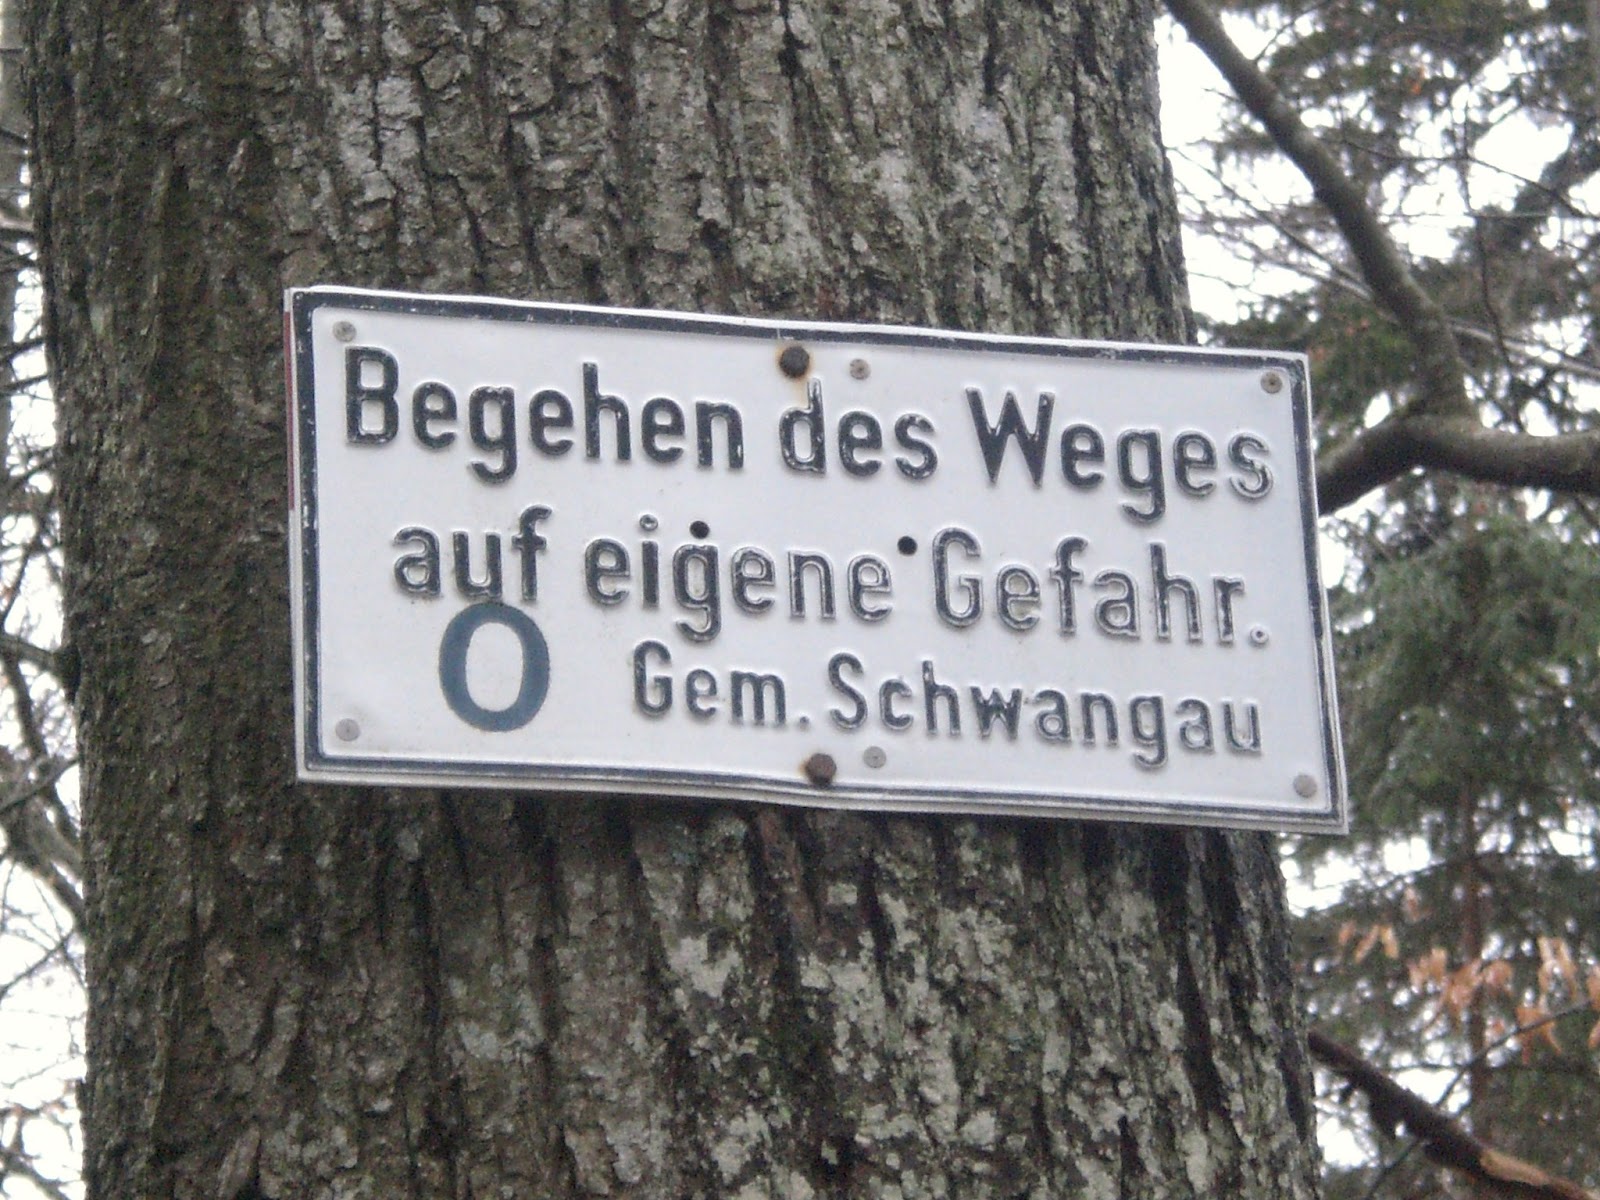 Begehen des Weges
auf eigene Gefahr.
O Gem. Schwangau